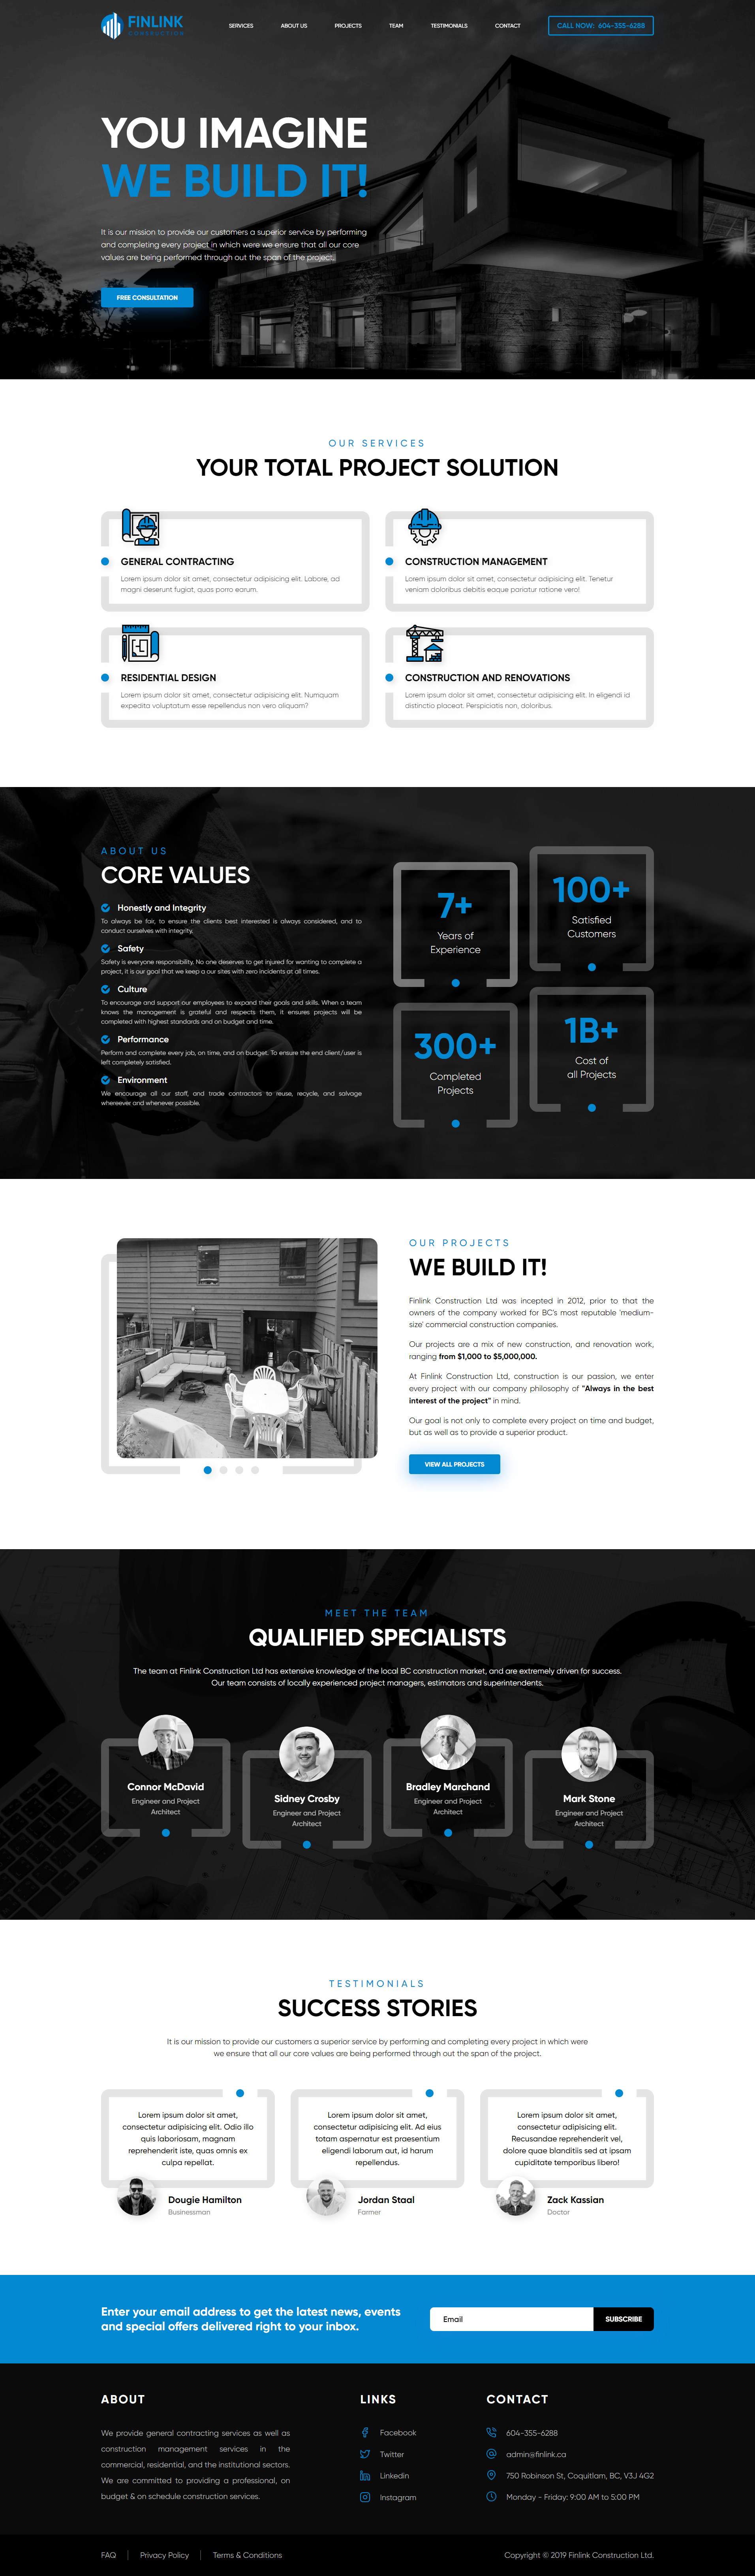 FINLINK
CONSTRUCTION
SERVICES
ABOUT US
PROJECTS
TEAM
TESTIMONIALS
CONTACT
CALL NOW: 604-355-6288
YOU IMAGINE
WE BUILD IT!
It is our mission to provide our customers a superior service by performing
and completing every project in which were we ensure that all our core
values are being performed through out the span of the project.
FREE CONSULTATION
OUR SERVICES
YOUR TOTAL PROJECT SOLUTION
GENERAL CONTRACTING
Lorem ipsum dolor sit amet, consectetur adipisicing elit. Labore, ad
magni deserunt fugiat, quas porro earum.
CONSTRUCTION MANAGEMENT
Lorem ipsum dolor sit amet, consectetur adipisicing elit. Tenetur
veniam doloribus debitis eaque pariatur ratione vero!
RESIDENTIAL DESIGN
Lorem ipsum dolor sit amet, consectetur adipisicing elit. Numquam
expedita voluptatum esse repellendus non vero aliquam?
CONSTRUCTION AND RENOVATIONS
Lorem ipsum dolor sit amet, consectetur adipisicing elit. In eligendi id
distinctio placeat. Perspiciatis non, doloribus.
ABOUT US
CORE VALUES
Honestly and Integrity
To always be fair, to ensure the clients best interested is always considered, and to
conduct ourselves with integrity.
Safety
Safety is everyone responsibility. No one deserves to get injured for wanting to complete a
project, it is our goal that we keep a our sites with zero incidents at all times.
Culture
To encourage and support our employees to expand their goals and skills. When a team
knows the management is grateful and respects them, it ensures projects will be
completed with highest standards and on budget and time.
Performance
Perform and complete every job, on time, and on budget. To ensure the end client/user is
left completely satisfied.
Environment
We encourage all our staff, and trade contractors to reuse, recycle, and salvage
whereever and whenever possible.
7+
Years of
Experience
100+
Satisfied
Customers
300+
Completed
Projects
1B+
Cost of
all Projects
OUR PROJECTS
WE BUILD IT!
Finlink Construction Ltd was incepted in 2012, prior to that the
owners of the company worked for BC's most reputable 'medium-
size' commercial construction companies.
Our projects are a mix of new construction, and renovation work,
ranging from $1,000 to $5,000,000.
At Finlink Construction Ltd, construction is our passion, we enter
every project with our company philosophy of "Always in the best
interest of the project" in mind.
Our goal is not only to complete every project on time and budget,
but as well as to provide a superior product.
VIEW ALL PROJECTS
MEET THE TEAM
QUALIFIED SPECIALISTS
The team at Finlink Construction Ltd has extensive knowledge of the local BC construction market, and are extremely driven for success.
Our team consists of locally experienced project managers, estimators and superintendents.
Connor McDavid
Engineer and Project
Architect
Sidney Crosby
Engineer and Project
Architect
Bradley Marchand
Engineer and Project
Architect
Mark Stone
Engineer and Project
Architect
TESTIMONIALS
SUCCESS STORIES
It is our mission to provide our customers a superior service by performing and completing every project in which were
we ensure that all our core values are being performed through out the span of the project.
Lorem ipsum dolor sit amet,
consectetur adipisicing elit. Odio illo
quis laboriosam, magnam
reprehenderit iste, quas omnis ex
culpa repellat.
Dougie Hamilton
Businessman
Lorem ipsum dolor sit amet,
consectetur adipisicing elit. Ad eius
totam aspernatur est praesentium
eligendi laborum aut, id harum
repellendus.
Jordan Staal
Farmer
Lorem ipsum dolor sit amet,
consectetur adipisicing elit.
Recusandae reprehenderit vel,
dolore quae blanditiis sed at ipsam
cupiditate temporibus libero!
Zack Kassian
Doctor
Enter your email address to get the latest news, events
and special offers delivered right to your inbox.
Email
SUBSCRIBE
ABOUT
We provide general contracting services as well as
construction management services in the
commercial, residential, and the institutional sectors.
We are committed to providing a professional, on
budget & on schedule construction services.
LINKS
Facebook
Twitter
Linkedin
Instagram
CONTACT
604-355-6288
admin@finlink.ca
750 Robinson St, Coquitlam, BC, V3J 4G2
Monday - Friday: 9:00 AM to 5:00 PM
FAQ
Privacy Policy
Terms & Conditions
Copyright © 2019 Finlink Construction Ltd.